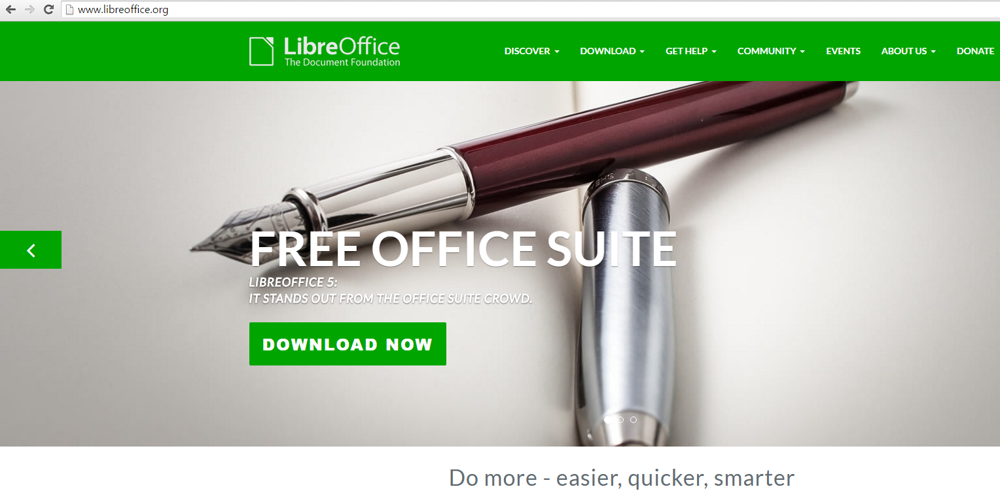 www.libreoffice.org
LibreOffice
The Document Foundation
DISCOVER DOWNLOAD GET HELP COMMUNITY EVENTS ABOUT US DONATE
FREE OFFICE SUITE
LIBREOFFICE 5:
IT STANDS OUT FROM THE OFFICE SUITE CROWD.
DOWNLOAD NOW
Do more - easier, quicker, smarter